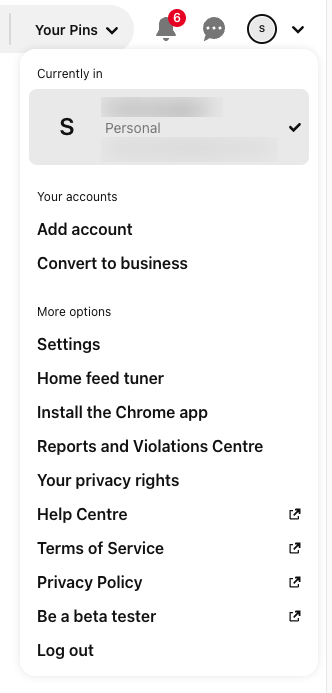 Your Pins
6
S
Currently in
S
Personal
Your accounts
Add account
Convert to business
More options
Settings
Home feed tuner
Install the Chrome app
Reports and Violations Centre
Your privacy rights
Help Centre
Terms of Service
Privacy Policy
Be a beta tester
Log out